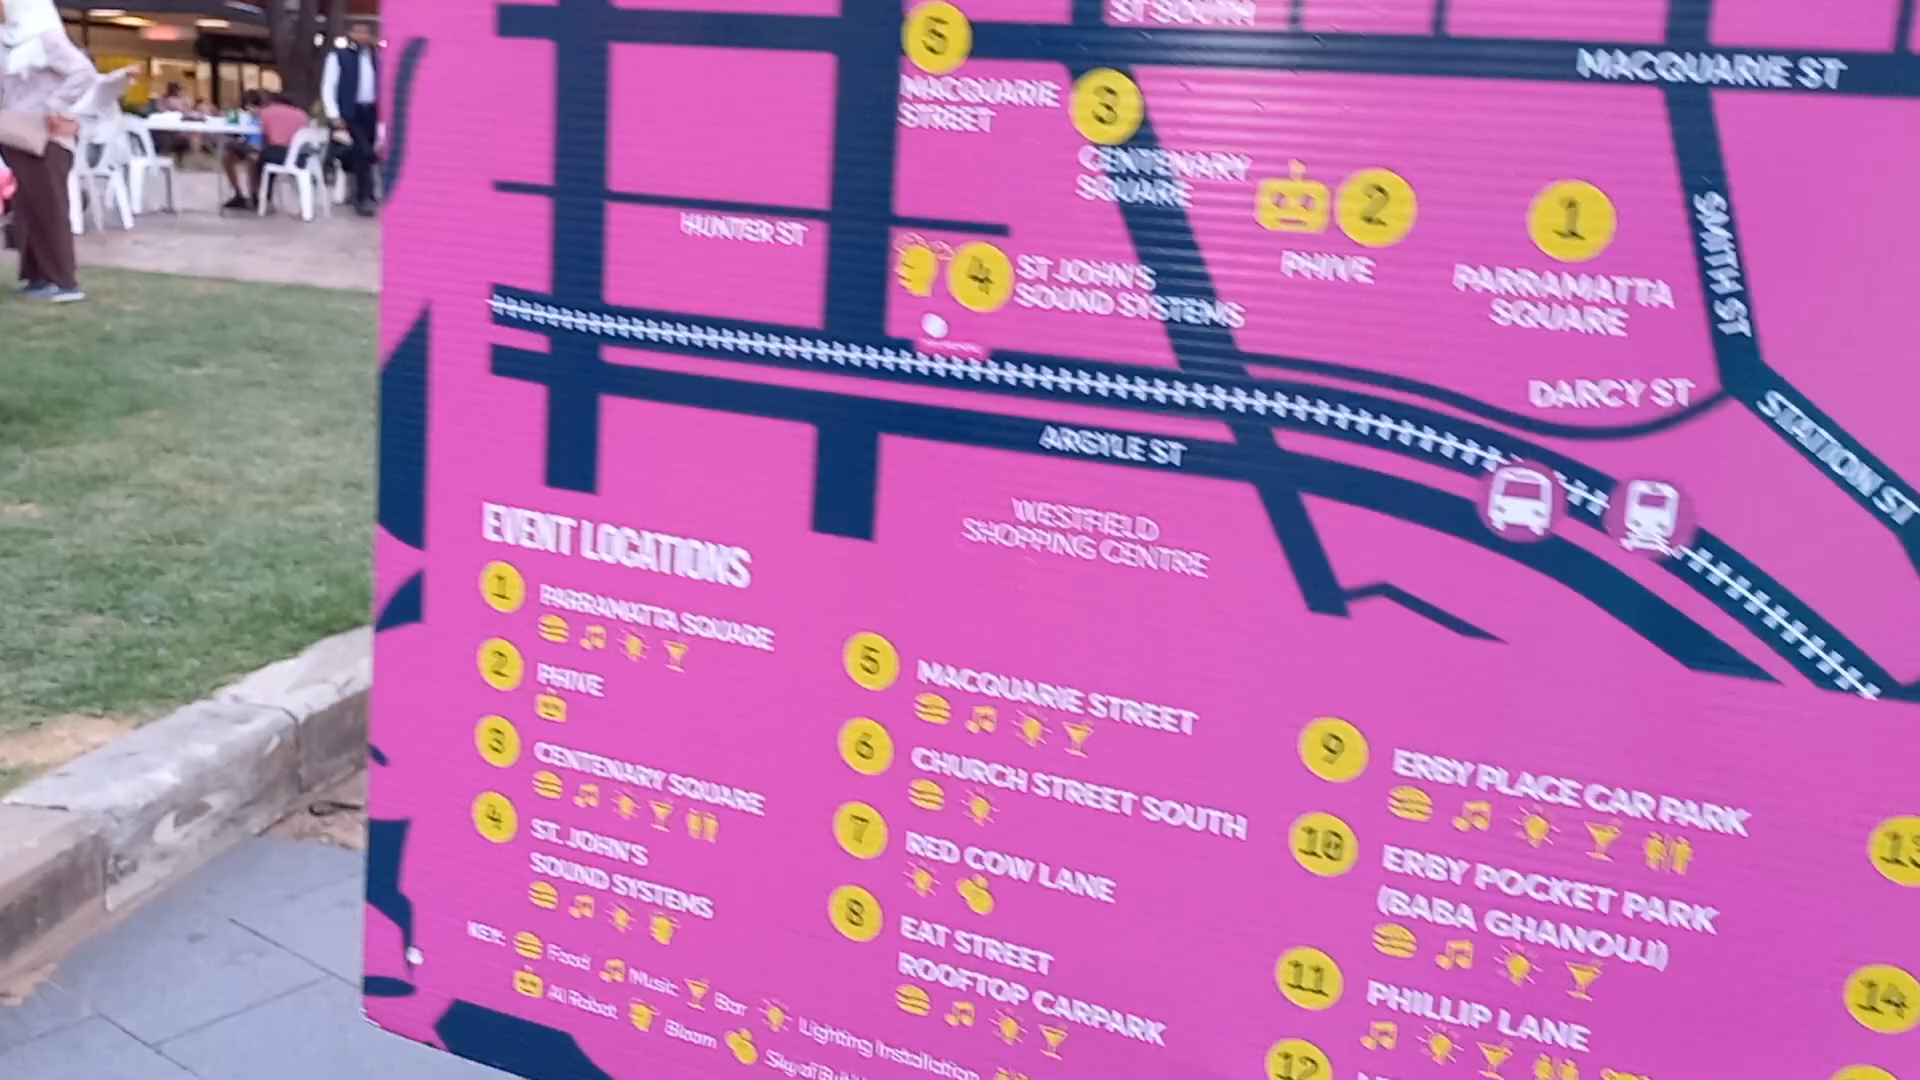 ST SOUTH
5
MACQUARIE ST
MACQUARIE
STREET
3
CENTENARY
SQUARE
2
PHIVE
1
PARRAMATTA
SQUARE
SMITH ST
HUNTER ST
4
ST JOHN'S
SOUND SYSTEMS
DARCY ST
STATION ST
ARGYLE ST
WESTFIELD
SHOPPING CENTRE
EVENT LOCATIONS
1 PARRAMATTA SQUARE
2 PHIVE
3 CENTENARY SQUARE
4 ST. JOHN'S
SOUND SYSTEMS
5 MACQUARIE STREET
6 CHURCH STREET SOUTH
7 RED COW LANE
8 EAT STREET
ROOFTOP CARPARK
9 ERBY PLACE CAR PARK
10 ERBY POCKET PARK
(BABA GHANOUJ)
11 PHILLIP LANE
12
13
14
KEY: Food Music Bar Lighting Installation
AI Robot Bloom Sky of